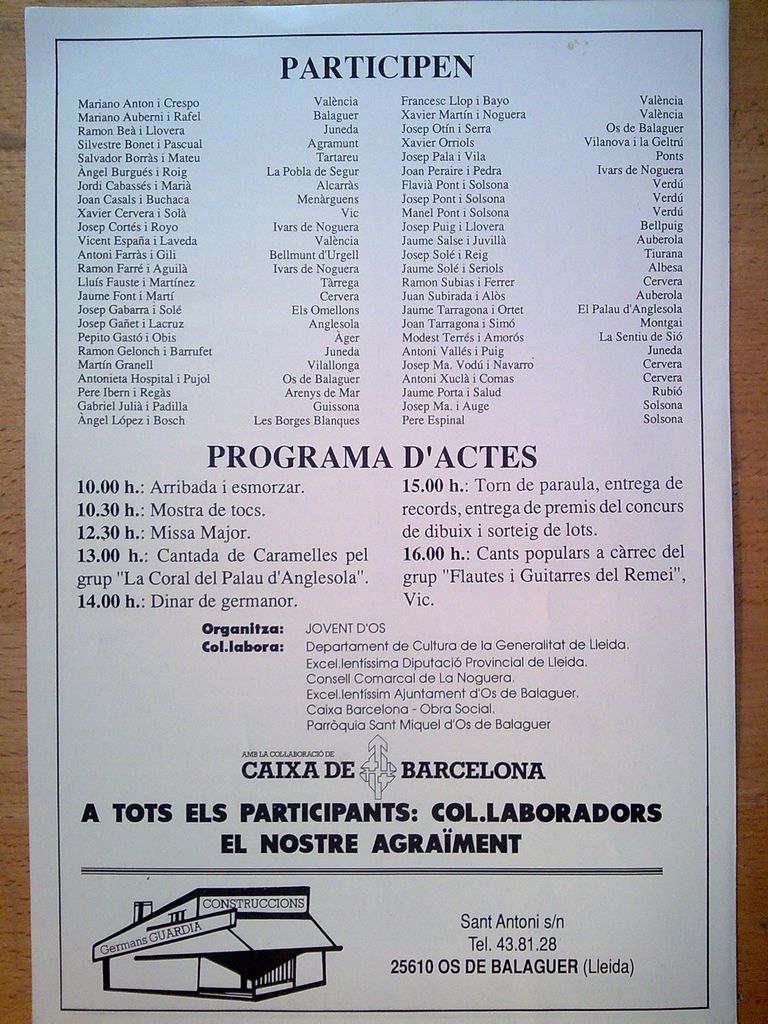 PARTICIPEN
Mariano Anton i Crespo València
Mariano Auberni i Rafel Balaguer
Ramon Beà i Llovera Juneda
Silvestre Bonet i Pascual Agramunt
Salvador Borràs i Mateu Tartareu
Àngel Burgués i Roig La Pobla de Segur
Jordi Cabassés i Marià Alcarràs
Joan Casals i Buchaca Menàrguens
Xavier Cervera i Solà Vic
Josep Cortés i Royo Ivars de Noguera
Vicent España i Laveda València
Antoni Farràs i Gili Bellmunt d'Urgell
Ramon Farré i Aguilà Ivars de Noguera
Lluís Fauste i Martínez Tàrrega
Jaume Font i Martí Cervera
Josep Gabarra i Solé Els Omellons
Josep Gañet i Lacruz Anglesola
Pepito Gastó i Obis Àger
Ramon Gelonch i Barrufet Juneda
Martín Granell Vilallonga
Antonieta Hospital i Pujol Os de Balaguer
Pere Ibern i Regàs Arenys de Mar
Gabriel Julià i Padilla Guissona
Àngel López i Bosch Les Borges Blanques
Francesc Llop i Bayo València
Xavier Martín i Noguera València
Josep Otín i Serra Os de Balaguer
Xavier Orriols Vilanova i la Geltrú
Josep Pala i Vila Ponts
Joan Peraire i Pedra Ivars de Noguera
Flavià Pont i Solsona Verdú
Josep Pont i Solsona Verdú
Manel Pont i Solsona Verdú
Josep Puig i Llovera Bellpuig
Jaume Salse i Juvillà Auberola
Josep Solé i Reig Tiurana
Jaume Solé i Seriols Albesa
Ramon Subias i Ferrer Cervera
Juan Subirada i Alòs Auberola
Jaume Tarragona i Ortet El Palau d'Anglesola
Joan Tarragona i Simó Montgai
Modest Terrés i Amorós La Sentiu de Sió
Antoni Vallés i Puig Juneda
Josep Ma. Vodú i Navarro Cervera
Antoni Xuclà i Comas Cervera
Jaume Porta i Salud Rubió
Josep Ma. i Auge Solsona
Pere Espinal Solsona
PROGRAMA D'ACTES
10.00 h.: Arribada i esmorzar.
10.30 h.: Mostra de tocs.
12.30 h.: Missa Major.
13.00 h.: Cantada de Caramelles pel
grup "La Coral del Palau d'Anglesola".
14.00 h.: Dinar de germanor.
15.00 h.: Torn de paraula, entrega de
records, entrega de premis del concurs
de dibuix i sorteig de lots.
16.00 h.: Cants populars a càrrec del
grup "Flautes i Guitarres del Remei",
Vic.
Organitza: JOVENT D'OS
Col.labora: Departament de Cultura de la Generalitat de Lleida.
Excel.lentíssima Diputació Provincial de Lleida.
Consell Comarcal de La Noguera.
Excel.lentíssim Ajuntament d'Os de Balaguer.
Caixa Barcelona - Obra Social.
Parròquia Sant Miquel d'Os de Balaguer
AMB LA COL·LABORACIÓ DE
CAIXA DE BARCELONA
A TOTS ELS PARTICIPANTS: COL.LABORADORS
EL NOSTRE AGRAÏMENT
CONSTRUCCIONS
Germans GUARDIA
Sant Antoni s/n
Tel. 43.81.28
25610 OS DE BALAGUER (Lleida)